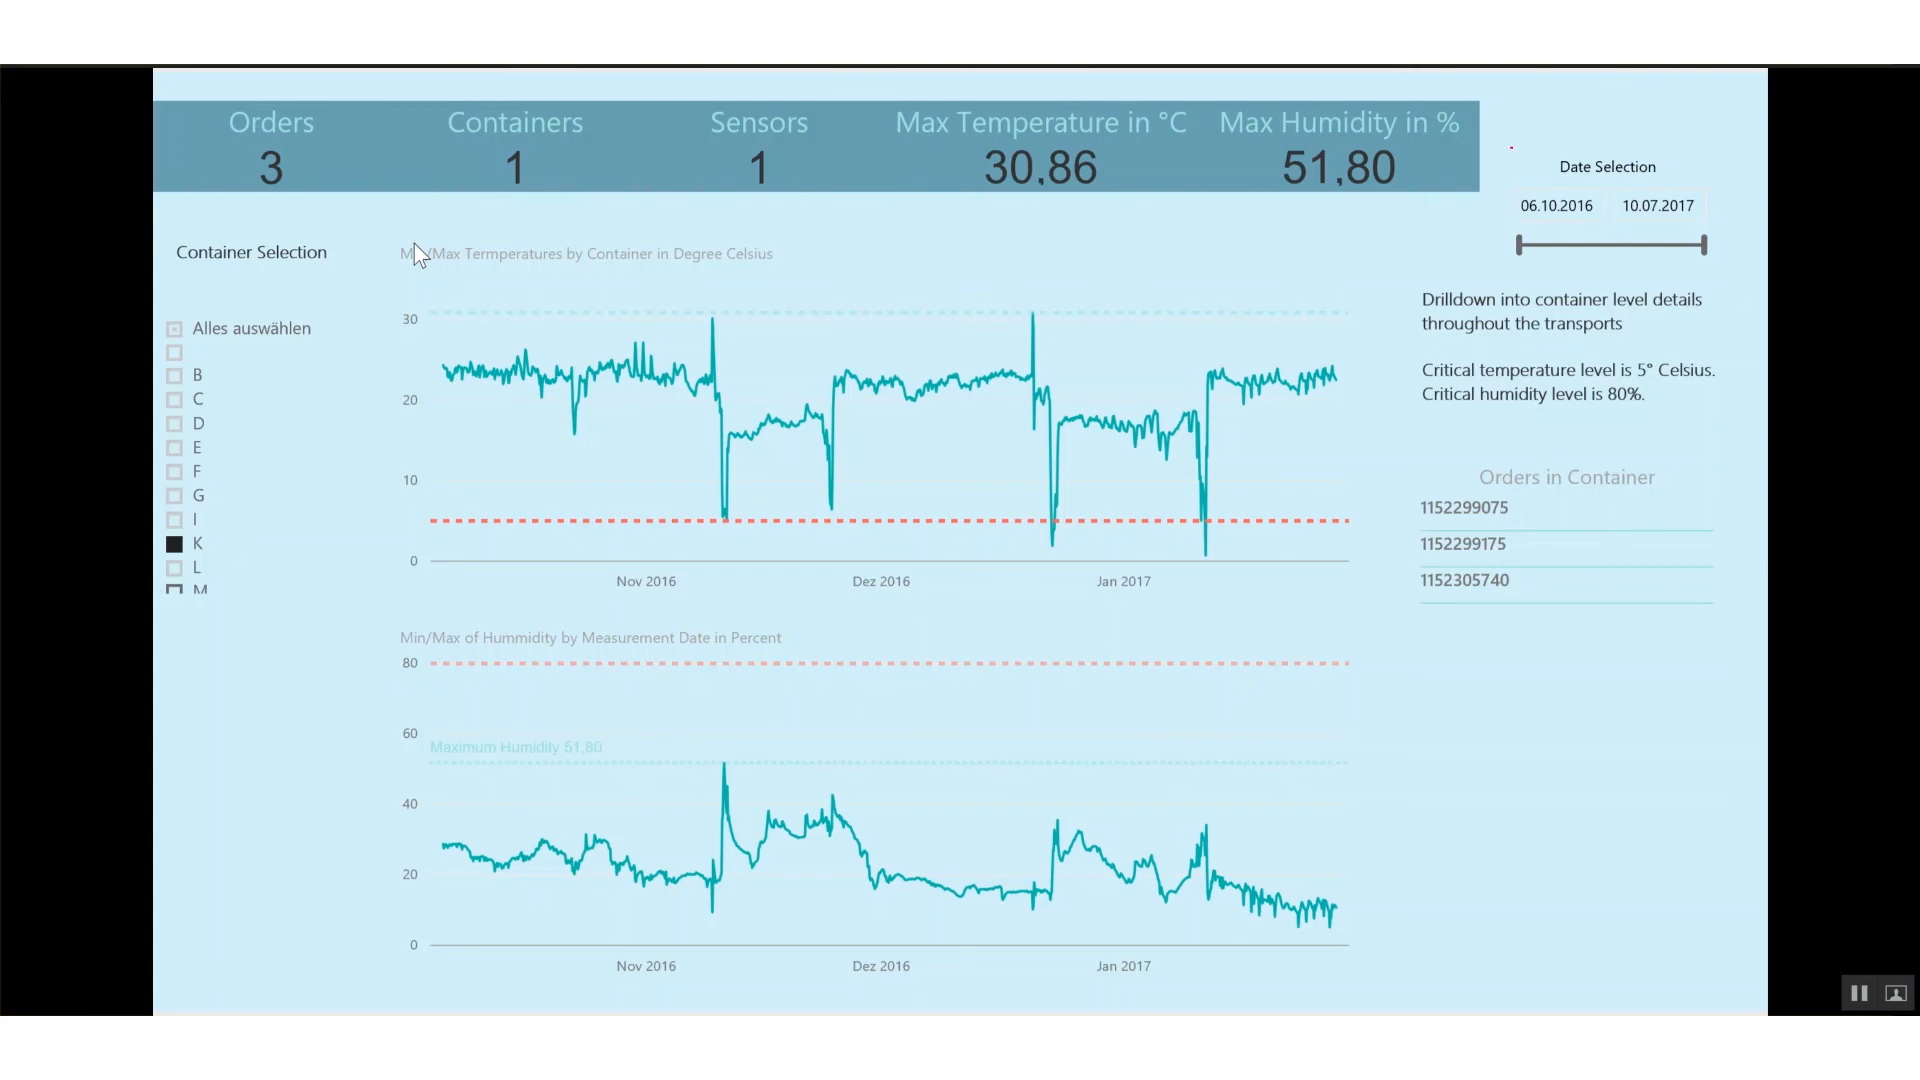 Orders
Containers
Sensors
Max Temperature in °C
Max Humidity in %
3
1
1
30,86
51,80
Date Selection
06.10.2016
10.07.2017
Container Selection
Alles auswählen
B
C
D
E
F
G
I
K
L
M
/Max Termperatures by Container in Degree Celsius
30
20
10
0
Nov 2016
Dez 2016
Jan 2017
Min/Max of Hummidity by Measurement Date in Percent
80
60
Maximum Humidity 51,80
40
20
0
Nov 2016
Dez 2016
Jan 2017
Drilldown into container level details
throughout the transports
Critical temperature level is 5° Celsius.
Critical humidity level is 80%.
Orders in Container
1152299075
1152299175
1152305740